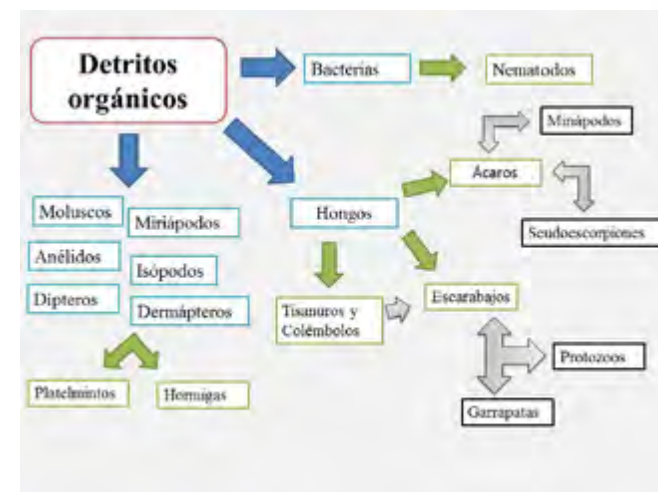 Detritos
orgánicos
Bacterias
Nematodos
Miriápodos
Ácaros
Seudoescorpiones
Moluscos
Miriápodos
Hongos
Anélidos
Isópodos
Dípteros
Dermápteros
Tisanuros y
Colémbolos
Escarabajos
Protozoos
Platelmintos
Hormigas
Garrapatas